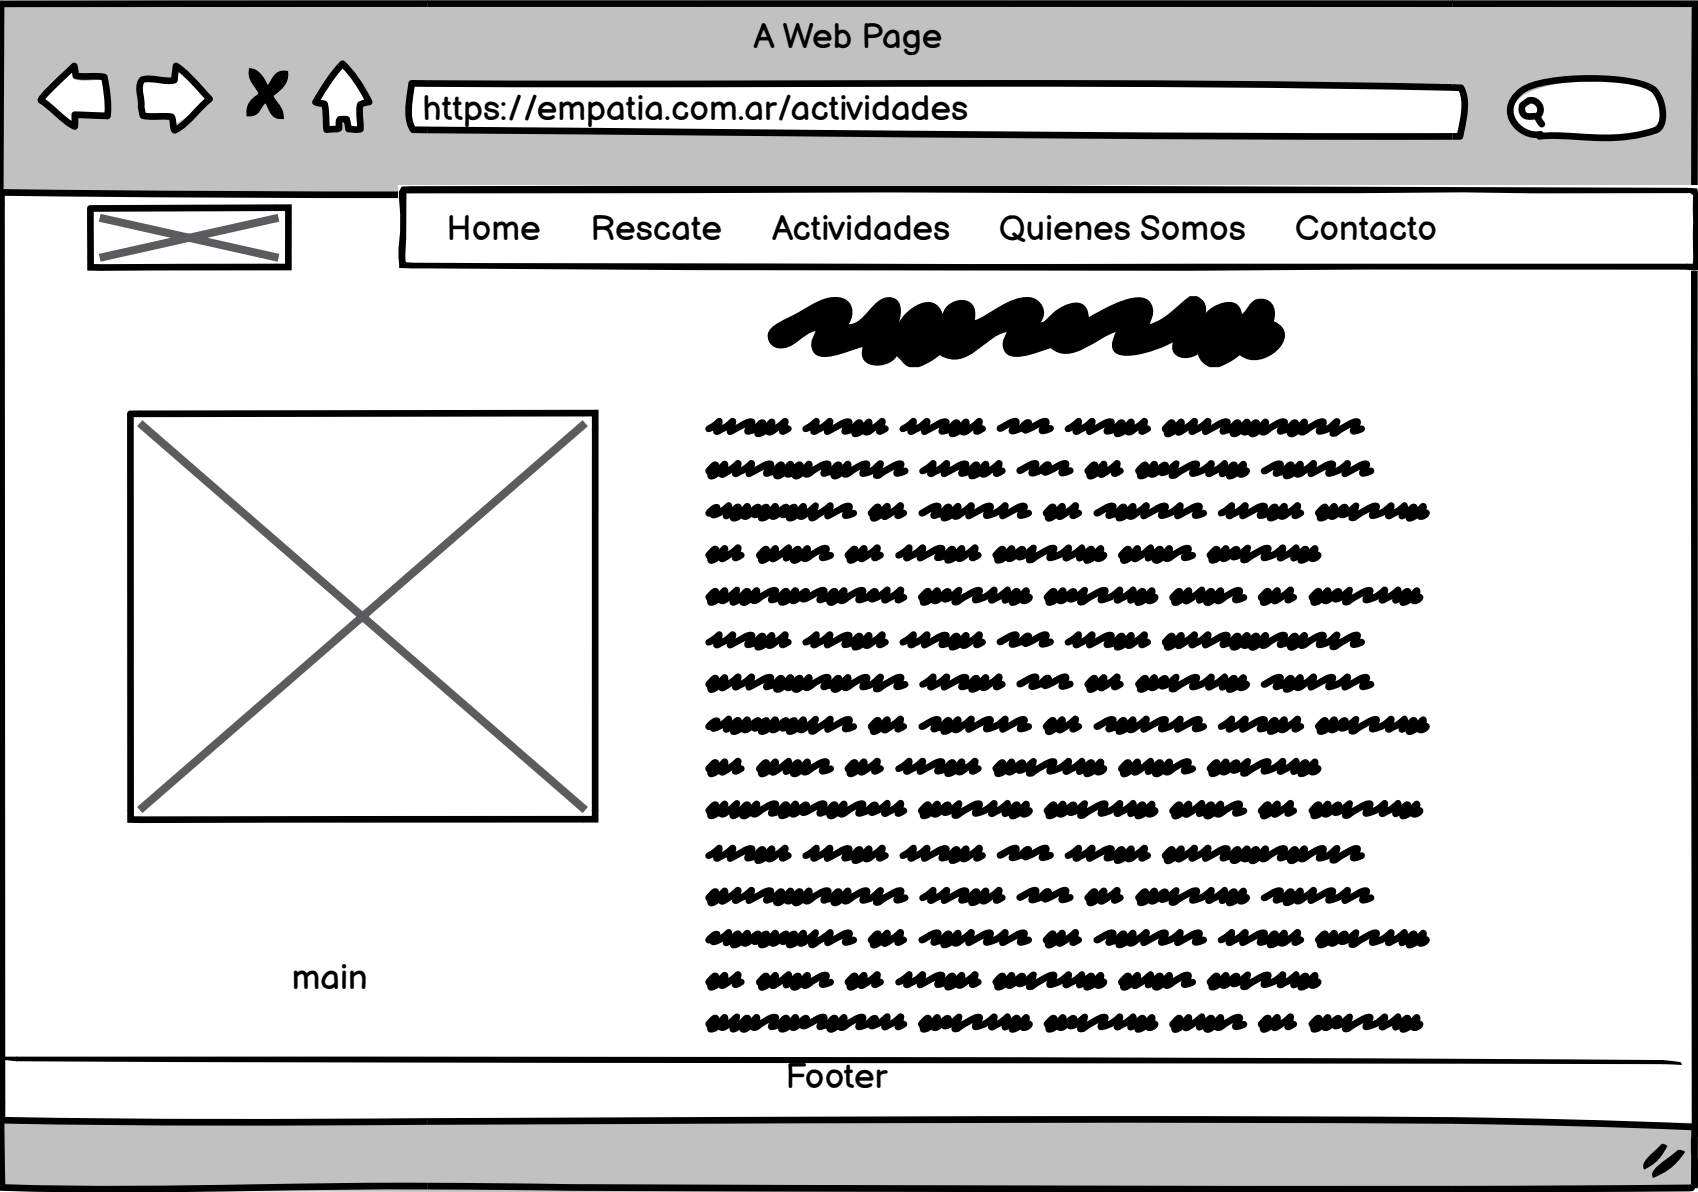 A Web Page
https://empatia.com.ar/actividades
Home Rescate Actividades Quienes Somos Contacto
main
Footer